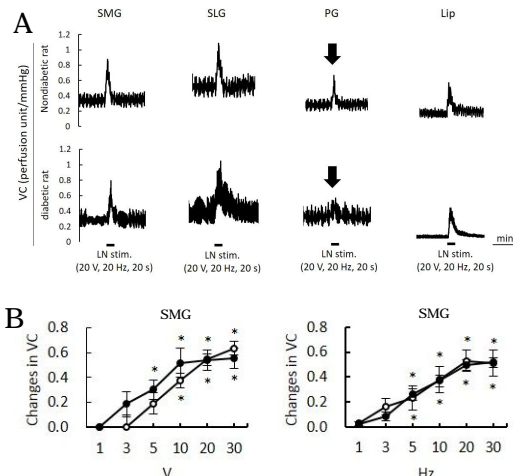 A
SMG SLG PG Lip
VC (perfusion unit/mmHg)
Nondiabetic rat
1.2
1
0.8
0.6
0.4
0.2
0
diabetic rat
1.2
1
0.8
0.6
0.4
0.2
0
min
LN stim. LN stim. LN stim. LN stim.
(20 V, 20 Hz, 20 s) (20 V, 20 Hz, 20 s) (20 V, 20 Hz, 20 s) (20 V, 20 Hz, 20 s)
B
SMG
Changes in VC
0.8
0.6
0.4
0.2
0.0
* * * *
* * *
1 3 5 10 20 30
V
SMG
Changes in VC
0.8
0.6
0.4
0.2
0.0
* * * *
* * * *
1 3 5 10 20 30
Hz